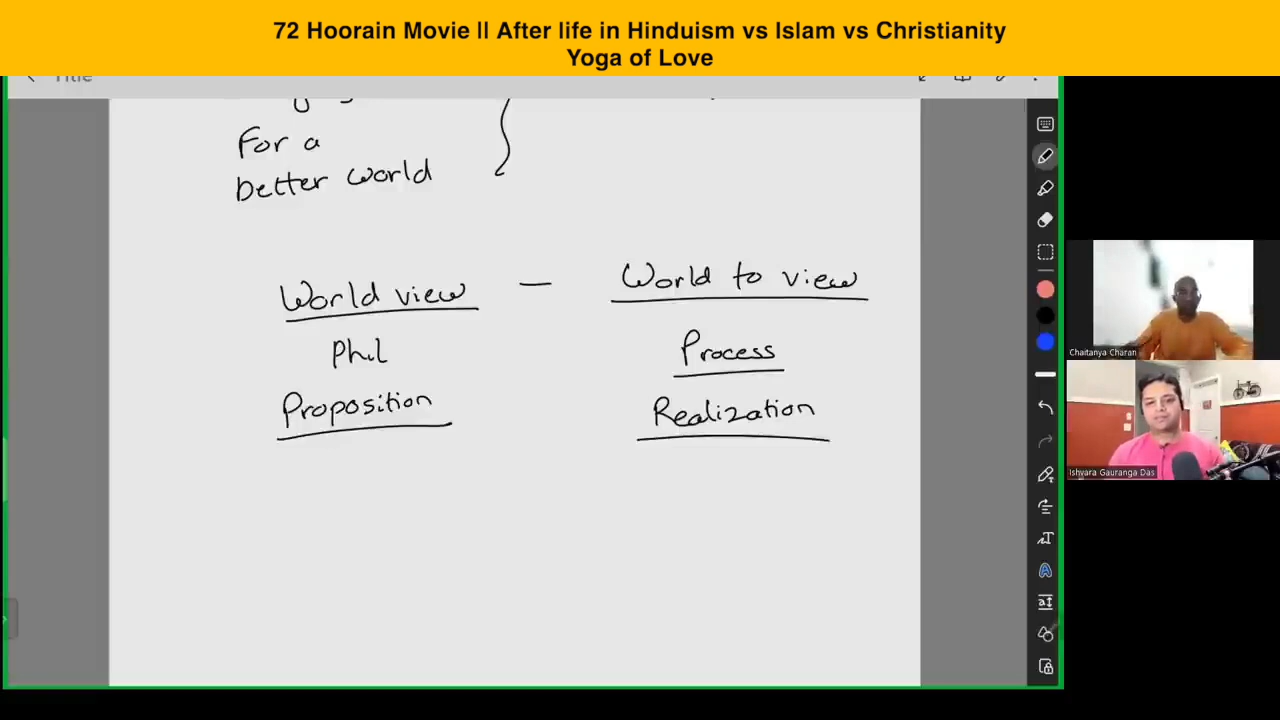 72 Hoorain Movie || After life in Hinduism vs Islam vs Christianity
Yoga of Love
Title
For a
better world
World view — World to view
Phil Process
Proposition Realization
Chaitanya Charan
Ishvara Gauranga Das